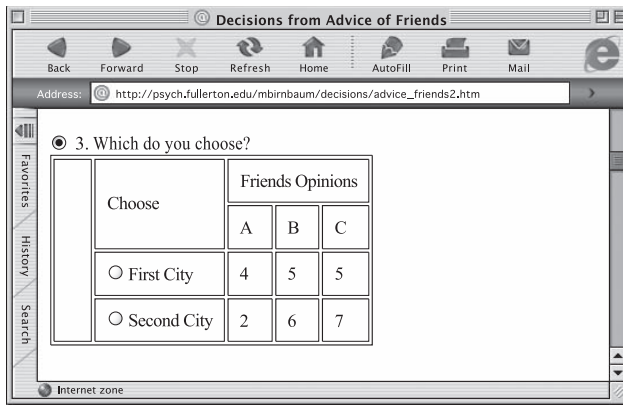 Decisions from Advice of Friends
Back Forward Stop Refresh Home AutoFill Print Mail
Address: http://psych.fullerton.edu/mbirnbaum/decisions/advice_friends2.htm
Favorites
History
Search
3. Which do you choose?
Choose
Friends Opinions
A B C
First City 4 5 5
Second City 2 6 7
Internet zone